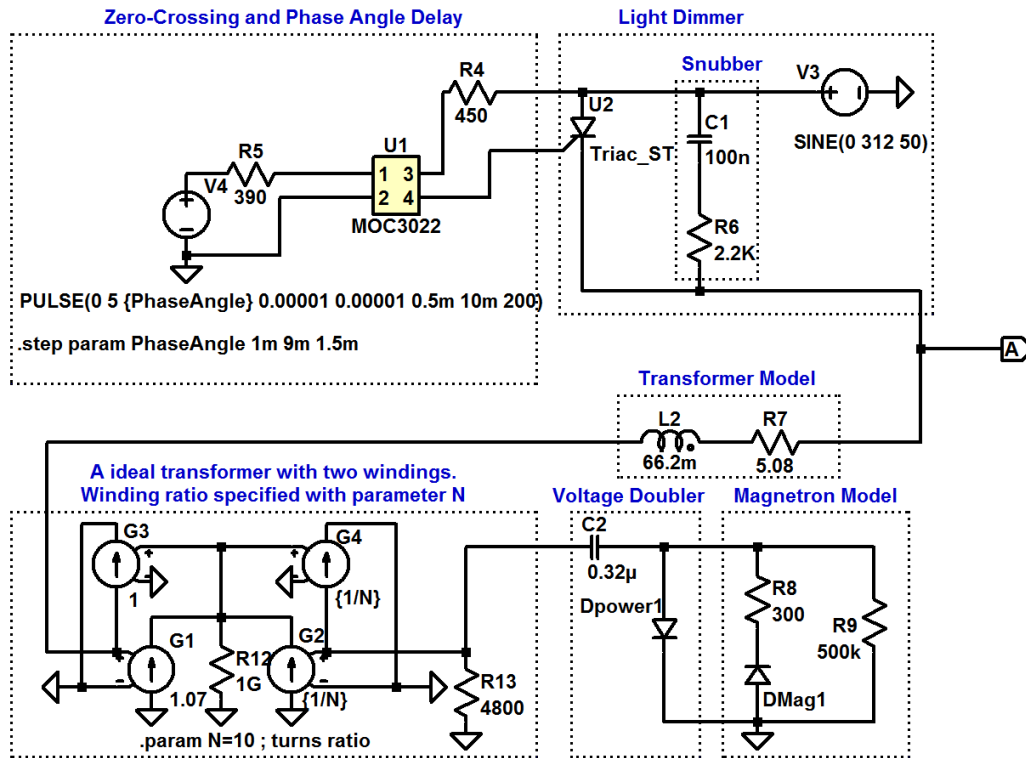 Zero-Crossing and Phase Angle Delay
Light Dimmer
Snubber
R4
450
V3
U2
C1
100n
Triac_ST
SINE(0 312 50)
R5
390
U1
1 3
2 4
MOC3022
V4
R6
2.2K
PULSE(0 5 {PhaseAngle} 0.00001 0.00001 0.5m 10m 200)
.step param PhaseAngle 1m 9m 1.5m
A
Transformer Model
L2
66.2m
R7
5.08
A ideal transformer with two windings.
Winding ratio specified with parameter N
Voltage Doubler
Magnetron Model
G3
1
G4
{1/N}
C2
0.32µ
Dpower1
R8
300
R9
500k
G1
1.07
R12
1G
G2
{1/N}
R13
4800
DMag1
.param N=10 ; turns ratio